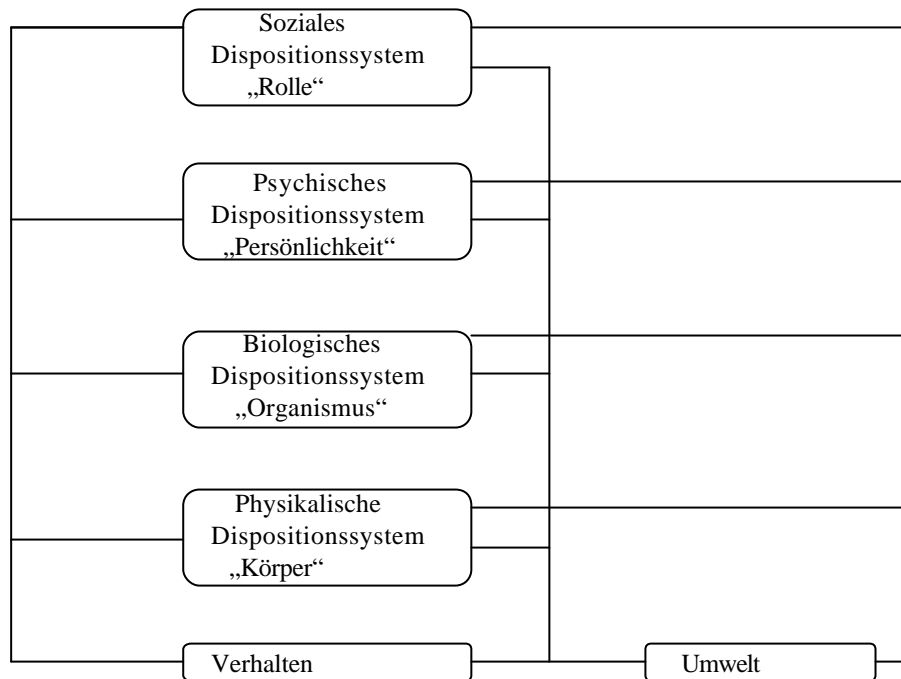 Soziales
Dispositionssystem
„Rolle“
Psychisches
Dispositionssystem
„Persönlichkeit“
Biologisches
Dispositionssystem
„Organismus“
Physikalische
Dispositionssystem
„Körper“
Verhalten
Umwelt